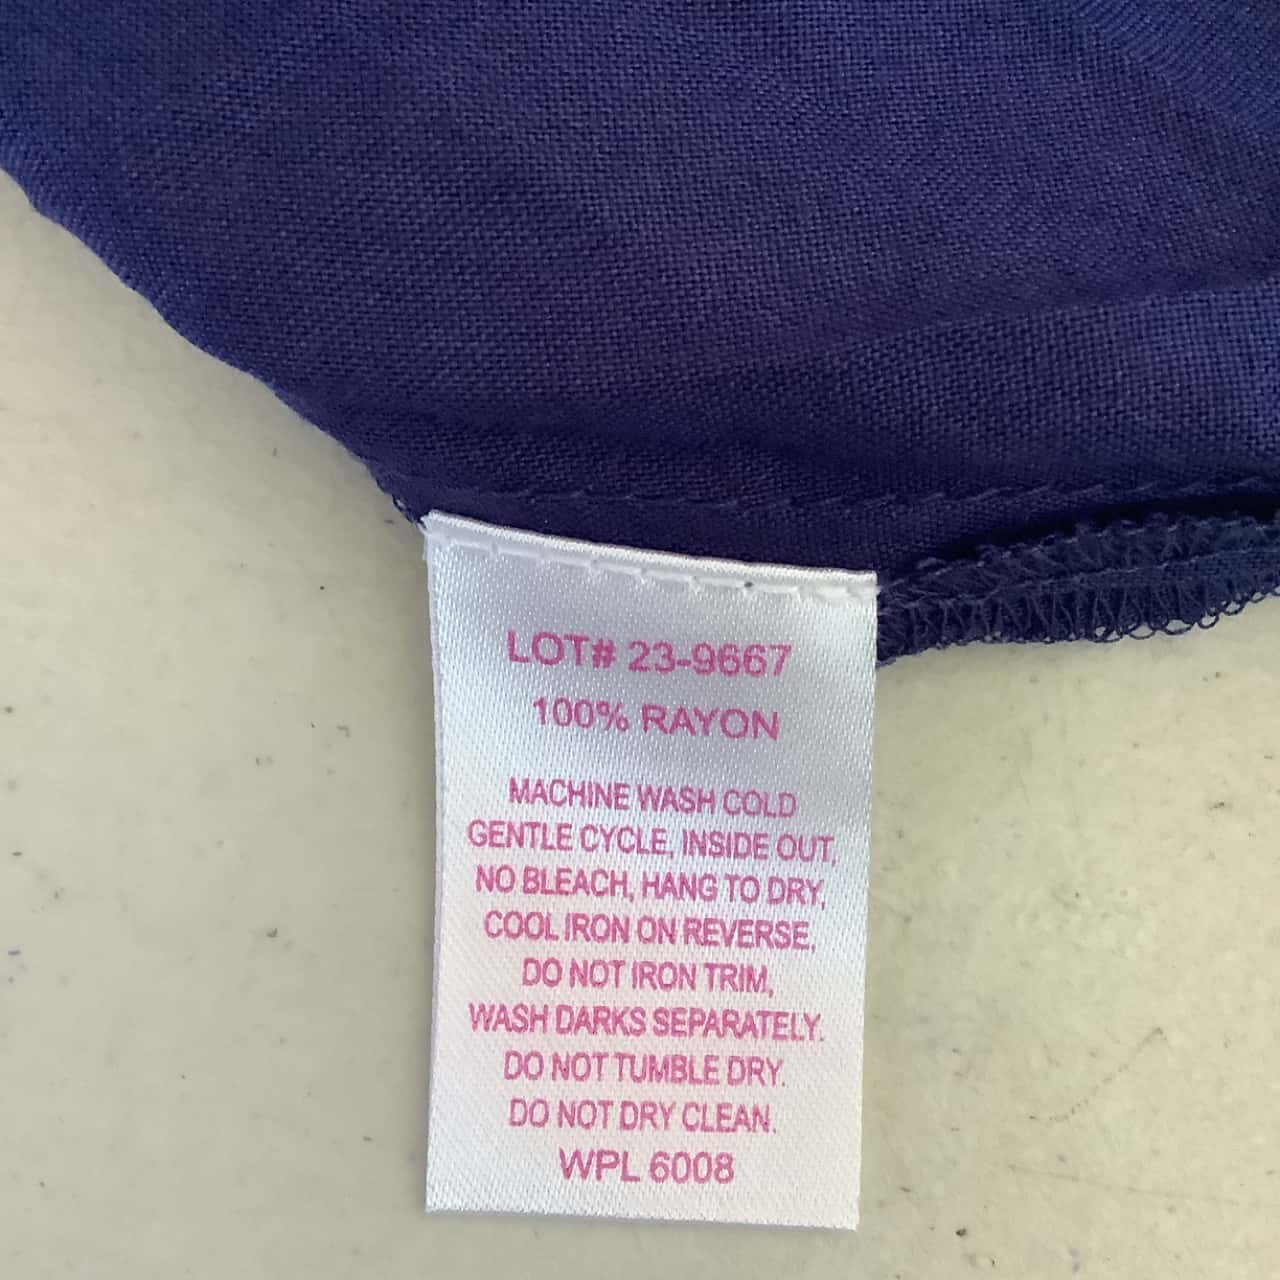 LOT# 23-9667
100% RAYON
MACHINE WASH COLD
GENTLE CYCLE, INSIDE OUT,
NO BLEACH, HANG TO DRY,
COOL IRON ON REVERSE,
DO NOT IRON TRIM,
WASH DARKS SEPARATELY.
DO NOT TUMBLE DRY.
DO NOT DRY CLEAN.
WPL 6008